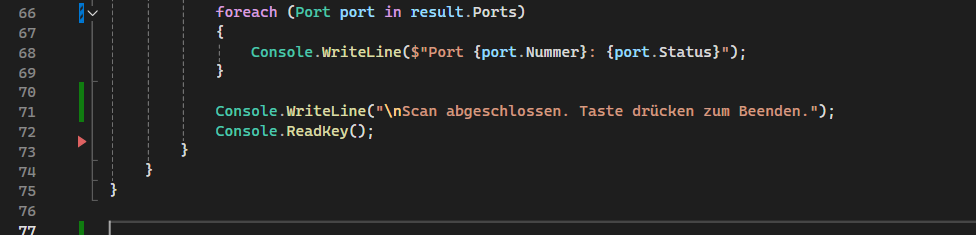 66 foreach (Port port in result.Ports)
67 {
68 Console.WriteLine($"Port {port.Nummer}: {port.Status}");
69 }
70
71 Console.WriteLine("\nScan abgeschlossen. Taste drücken zum Beenden.");
72 Console.ReadKey();
73 }
74 }
75 }
76
77